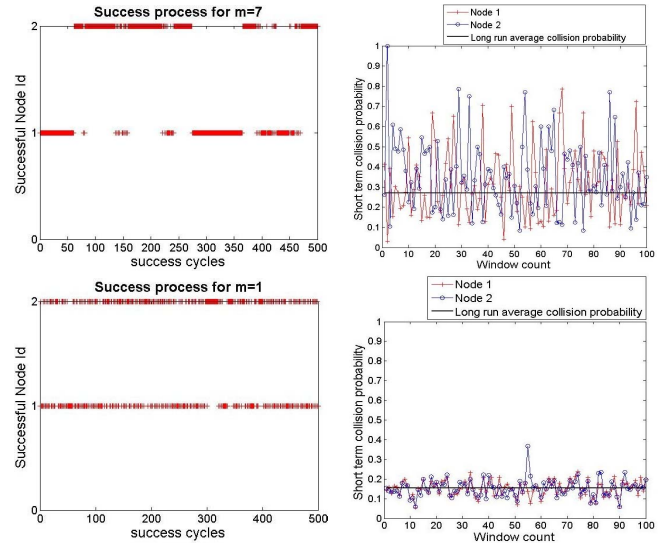 Success process for m=7
Successful Node Id
2
1
2
0 50 100 150 200 250 300 350 400 450 500
success cycles
Node 1
Node 2
Long run average collision probability
Short term collision probability
1
0.9
0.8
0.7
0.6
0.5
0.4
0.3
0.2
0.1
0
0 10 20 30 40 50 60 70 80 90 100
Window count
Success process for m=1
Successful Node Id
2
1
2
0 100 200 300 400 500
success cycles
Node 1
Node 2
Long run average collision probability
Short term collision probability
1
0.9
0.8
0.7
0.6
0.5
0.4
0.3
0.2
0.1
0
0 10 20 30 40 50 60 70 80 90 100
Window count